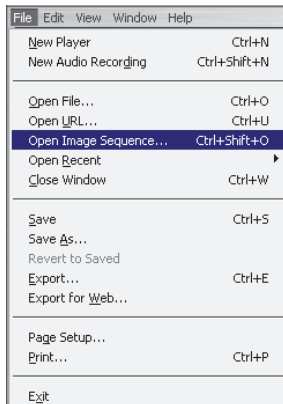 File Edit View Window Help
New Player Ctrl+N
New Audio Recording Ctrl+Shift+N
Open File... Ctrl+O
Open URL... Ctrl+U
Open Image Sequence... Ctrl+Shift+O
Open Recent
Close Window Ctrl+W
Save Ctrl+S
Save As...
Revert to Saved
Export... Ctrl+E
Export for Web...
Page Setup...
Print... Ctrl+P
Exit